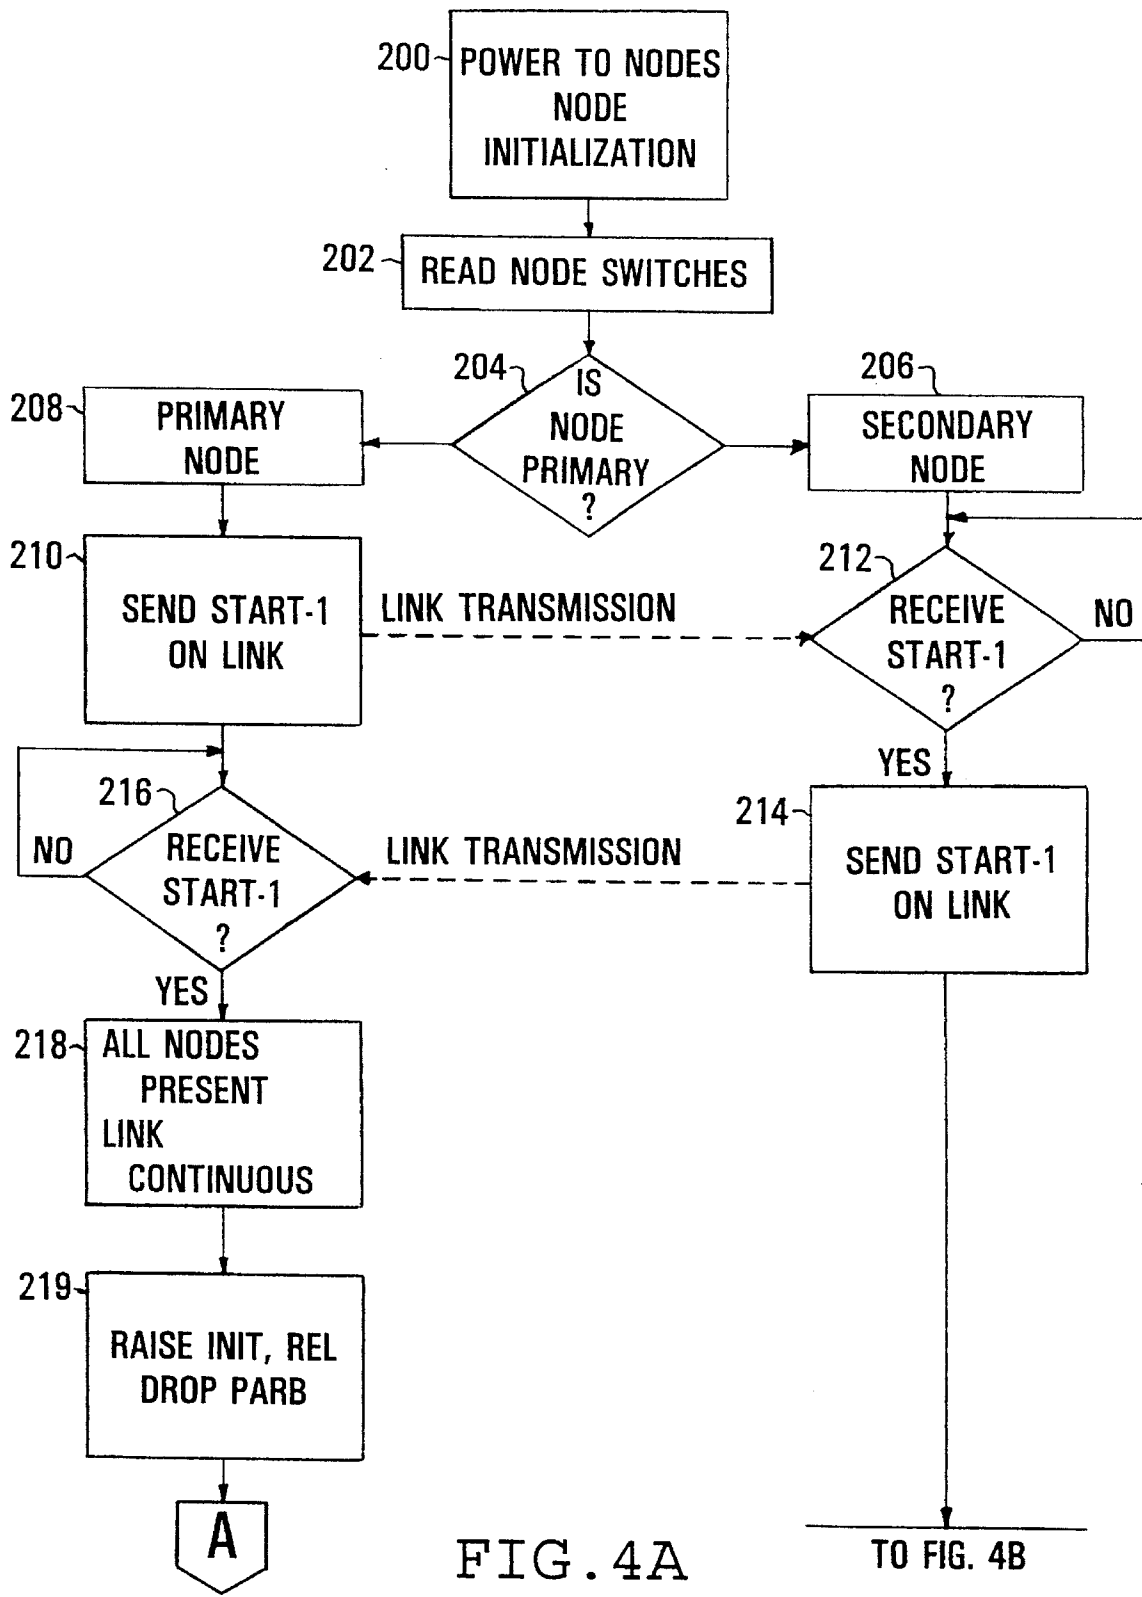 200
POWER TO NODES
NODE
INITIALIZATION
202
READ NODE SWITCHES
204
IS
NODE
PRIMARY
?
206
SECONDARY
NODE
208
PRIMARY
NODE
210
SEND START-1
ON LINK
LINK TRANSMISSION
212
RECEIVE
START-1
?
NO
YES
214
SEND START-1
ON LINK
LINK TRANSMISSION
216
RECEIVE
START-1
?
NO
YES
218
ALL NODES
PRESENT
LINK
CONTINUOUS
219
RAISE INIT, REL
DROP PARB
A
FIG.4A
TO FIG. 4B